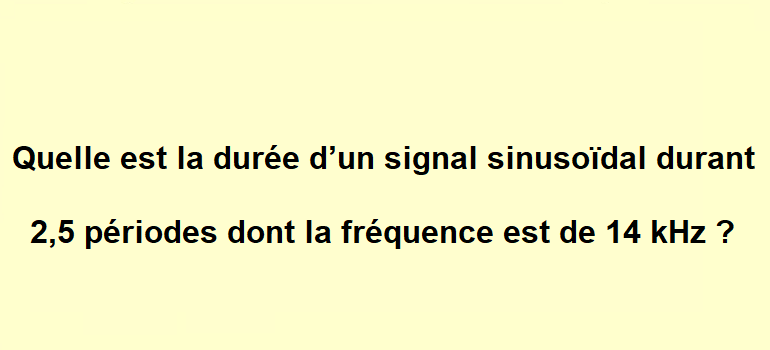 Quelle est la durée d’un signal sinusoïdal durant
2,5 périodes dont la fréquence est de 14 kHz ?